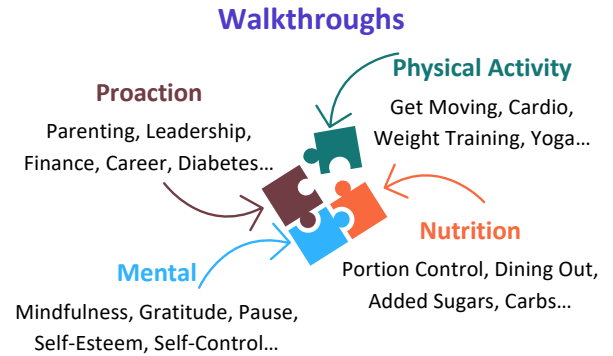 Walkthroughs
Physical Activity
Get Moving, Cardio,
Weight Training, Yoga…
Proaction
Parenting, Leadership,
Finance, Career, Diabetes…
Nutrition
Portion Control, Dining Out,
Added Sugars, Carbs…
Mental
Mindfulness, Gratitude, Pause,
Self-Esteem, Self-Control…